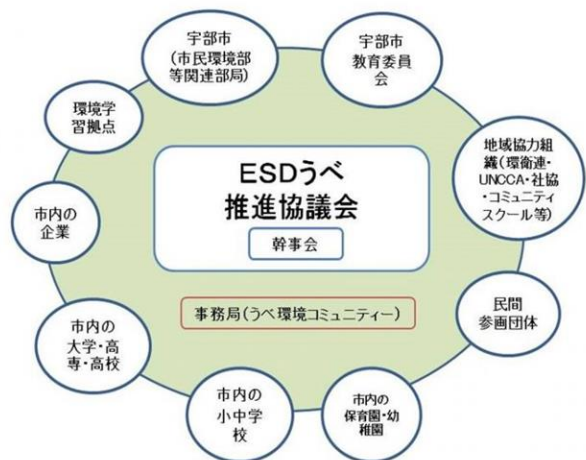 宇部市
(市民環境部
等関連部局)
宇部市
教育委員
会
環境学
習拠点
地域協力組
織(環衛連・
UNCCA・社協
・コミュニティ
スクール等)
ESDうべ
推進協議会
幹事会
市内の
企業
事務局(うべ環境コミュニティー)
民間
参画団体
市内の
大学・高
専・高校
市内の
小中学
校
市内の
保育園・幼
稚園